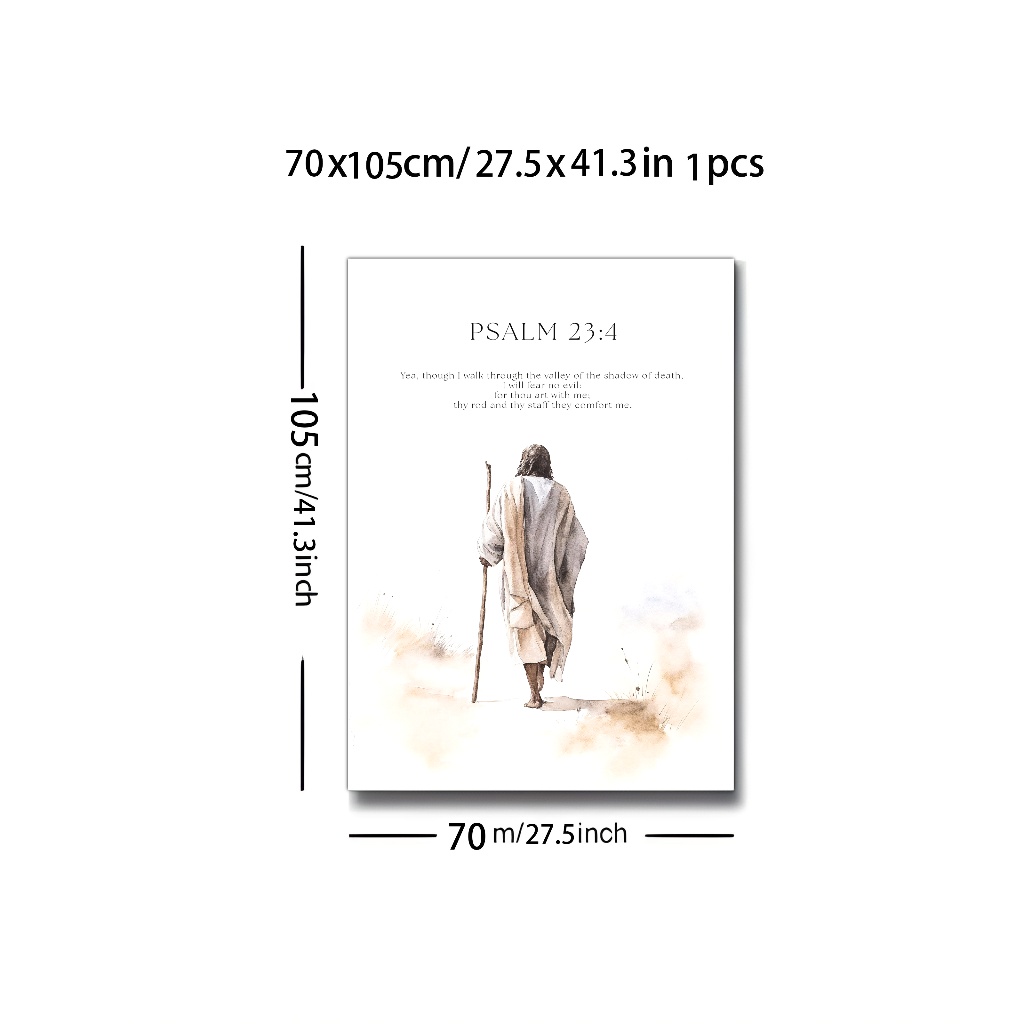 70x105cm/27.5x41.3in 1pcs
PSALM 23:4
Yea, though I walk through the valley of the shadow of death,
I will fear no evil:
for thou art with me;
thy rod and thy staff they comfort me.
105cm/41.3inch
70 m/27.5inch